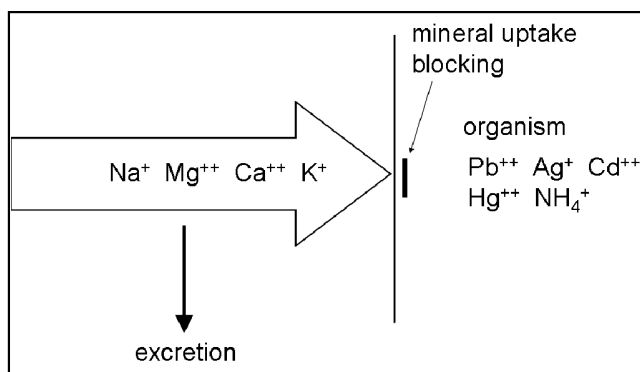 mineral uptake
blocking
organism
Na⁺ Mg⁺⁺ Ca⁺⁺ K⁺
Pb⁺⁺ Ag⁺ Cd⁺⁺
Hg⁺⁺ NH₄⁺
excretion